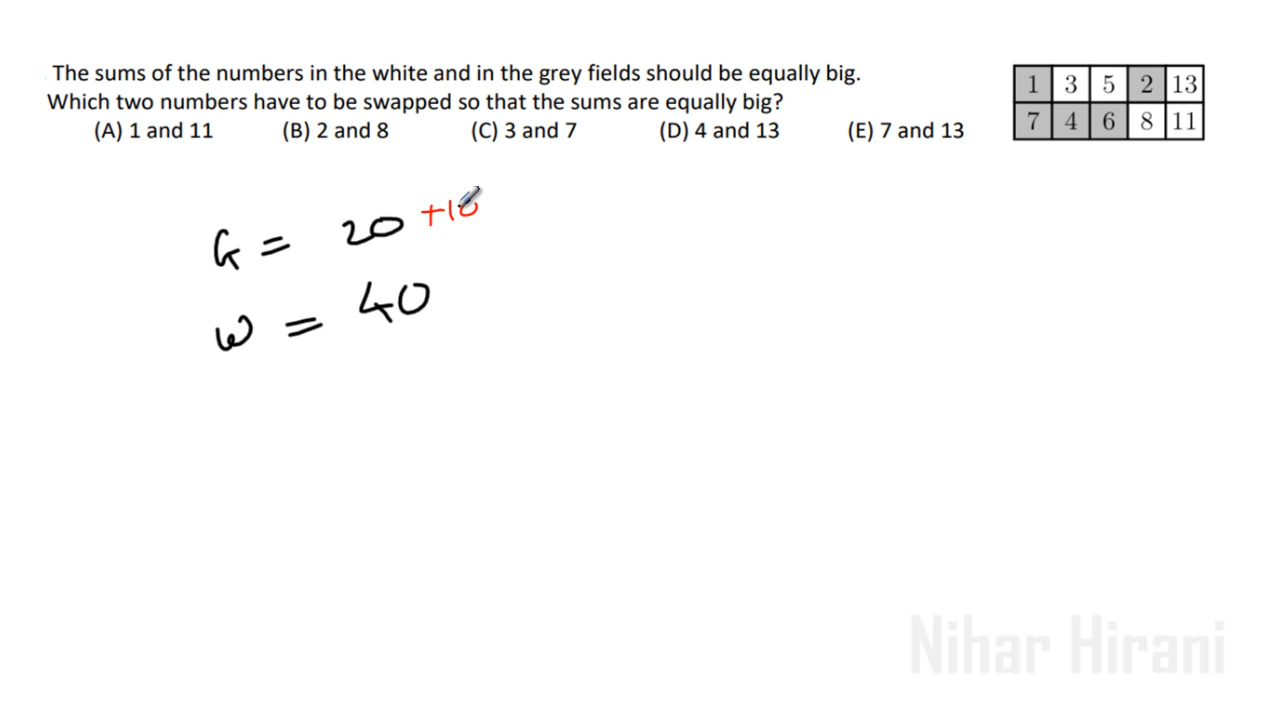 The sums of the numbers in the white and in the grey fields should be equally big.
Which two numbers have to be swapped so that the sums are equally big?
(A) 1 and 11 (B) 2 and 8 (C) 3 and 7 (D) 4 and 13 (E) 7 and 13
1 3 5 2 13
7 4 6 8 11
G = 20 +10
W = 40
Nihar Hirani